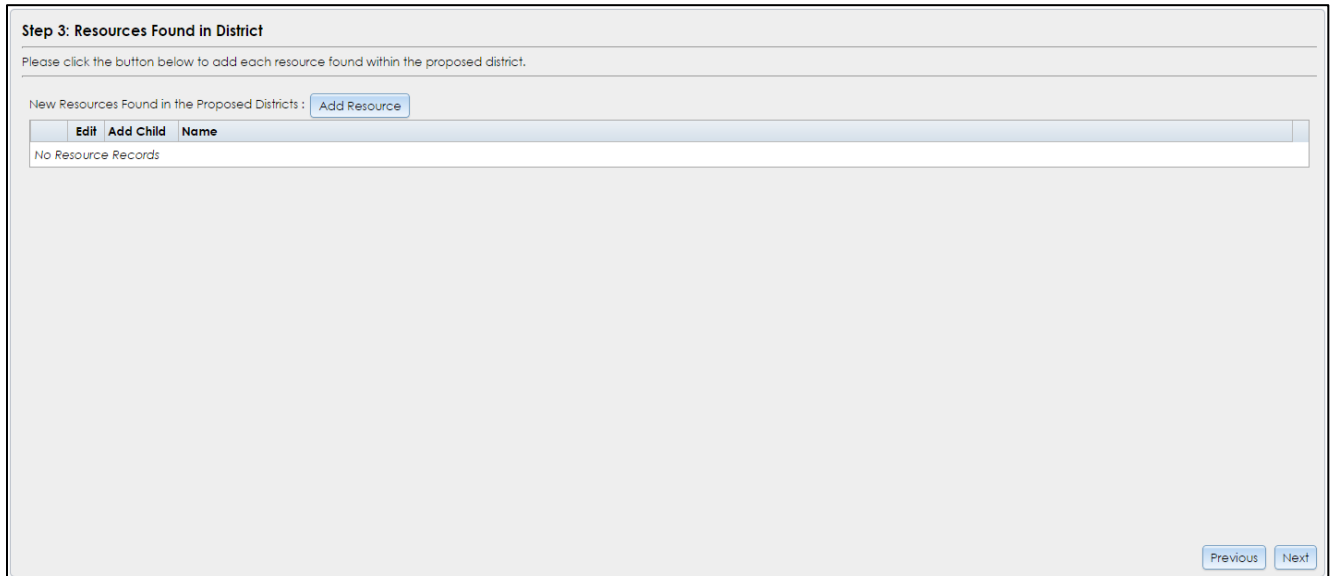 Step 3: Resources Found in District
Please click the button below to add each resource found within the proposed district.
New Resources Found in the Proposed Districts : Add Resource
Edit Add Child Name
No Resource Records
Previous Next